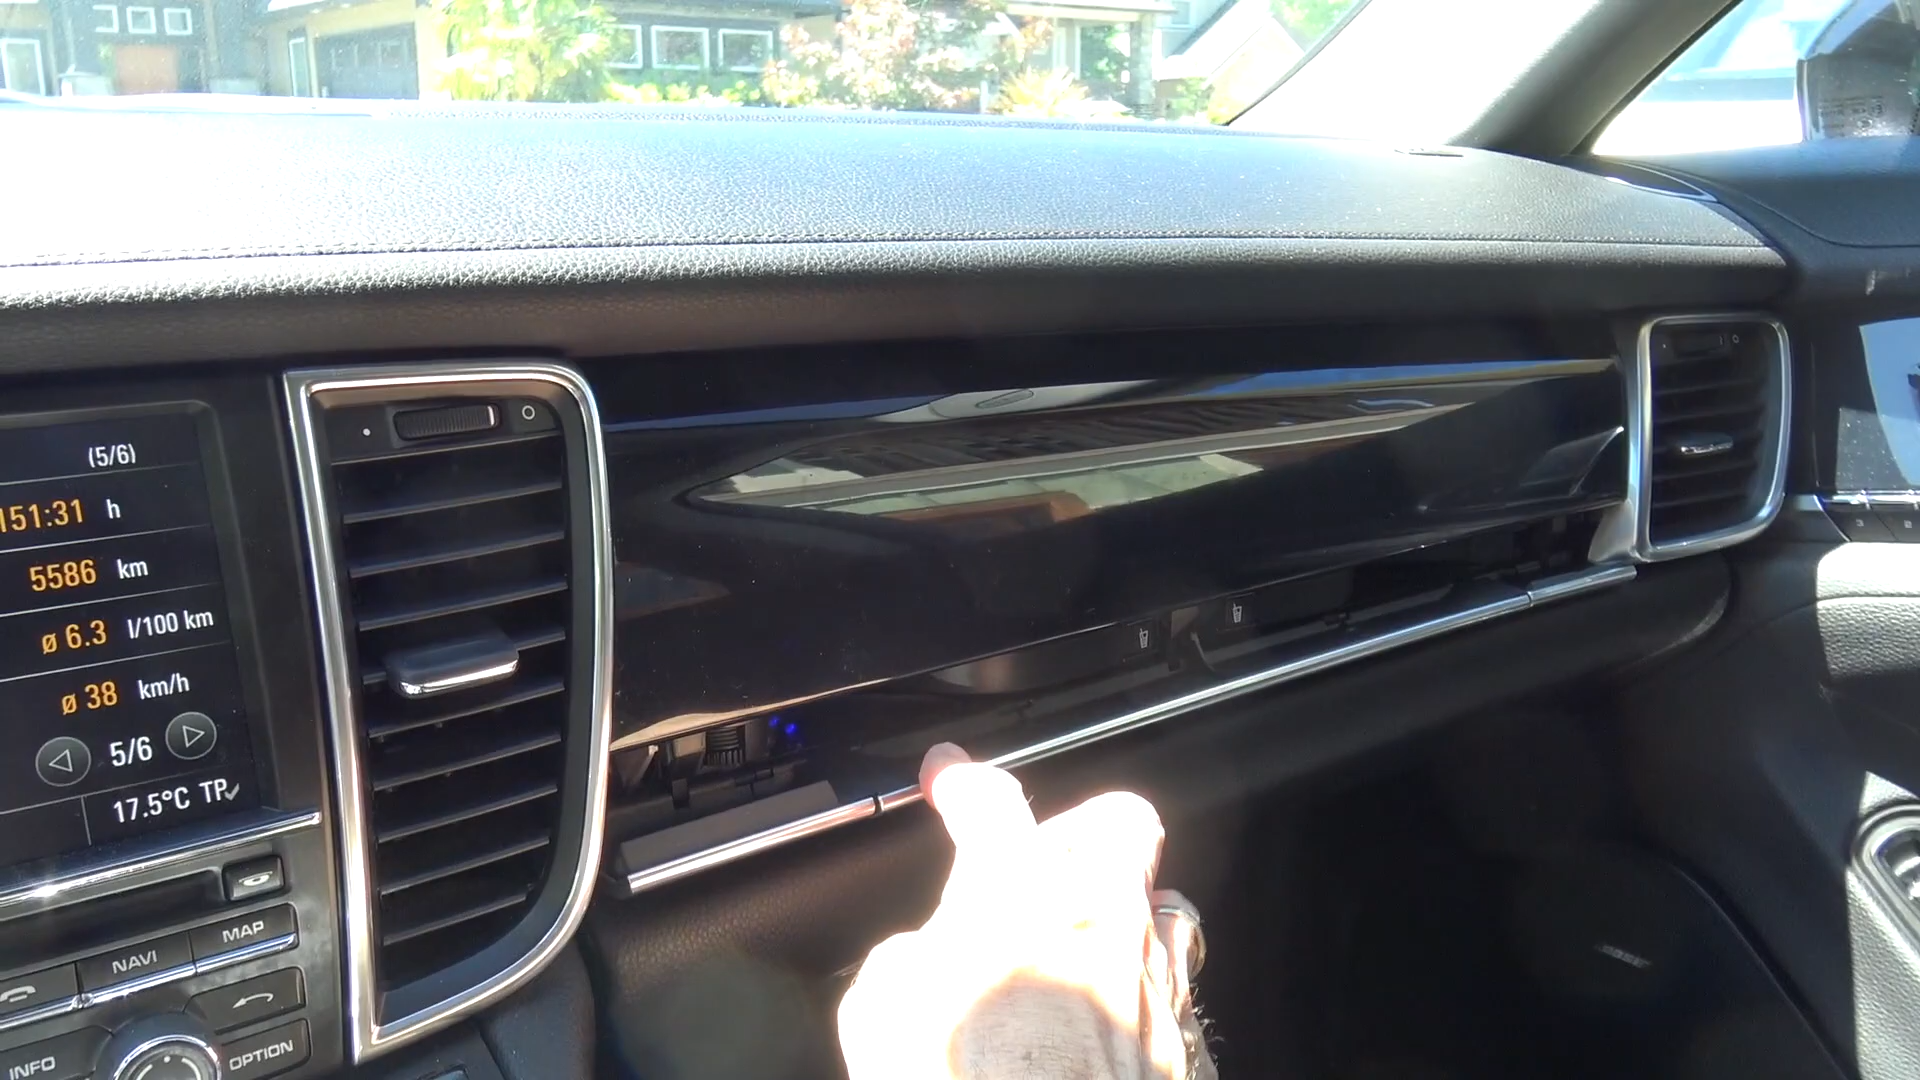 (5/6)
151:31 h
5586 km
ø 6.3 l/100 km
ø 38 km/h
5/6
17.5°C TP
MAP
NAVI
INFO
OPTION